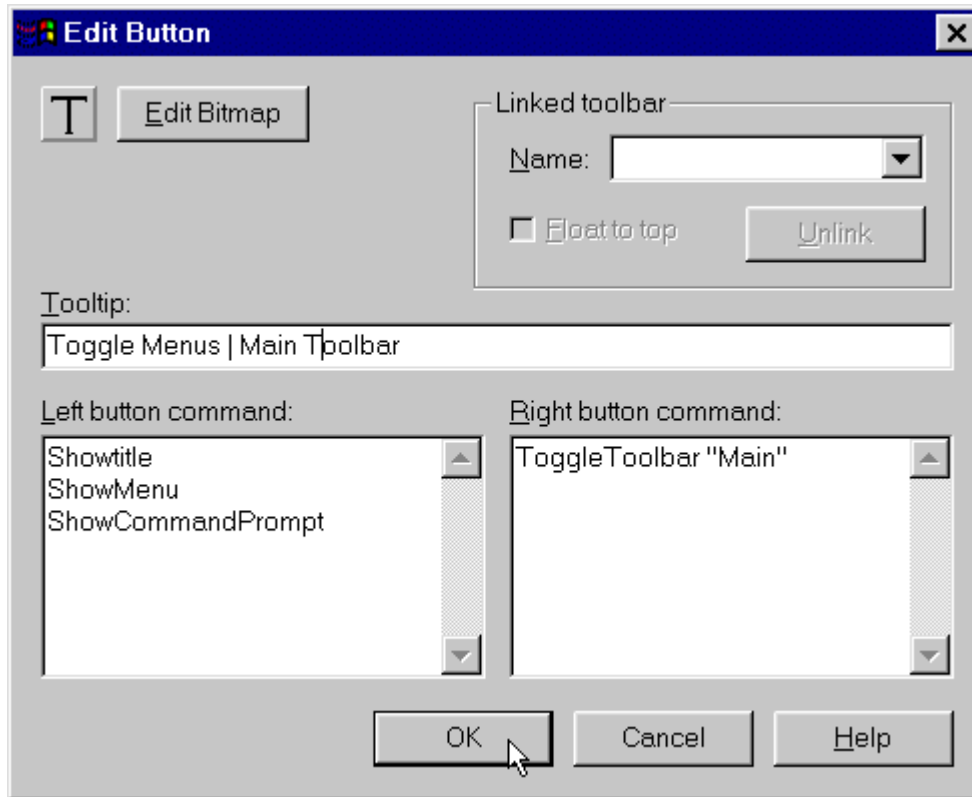 Edit Button
T
Edit Bitmap
Linked toolbar
Name:
Float to top
Unlink
Tooltip:
Toggle Menus | Main Toolbar
Left button command:
Showtitle
ShowMenu
ShowCommandPrompt
Right button command:
ToggleToolbar "Main"
OK
Cancel
Help